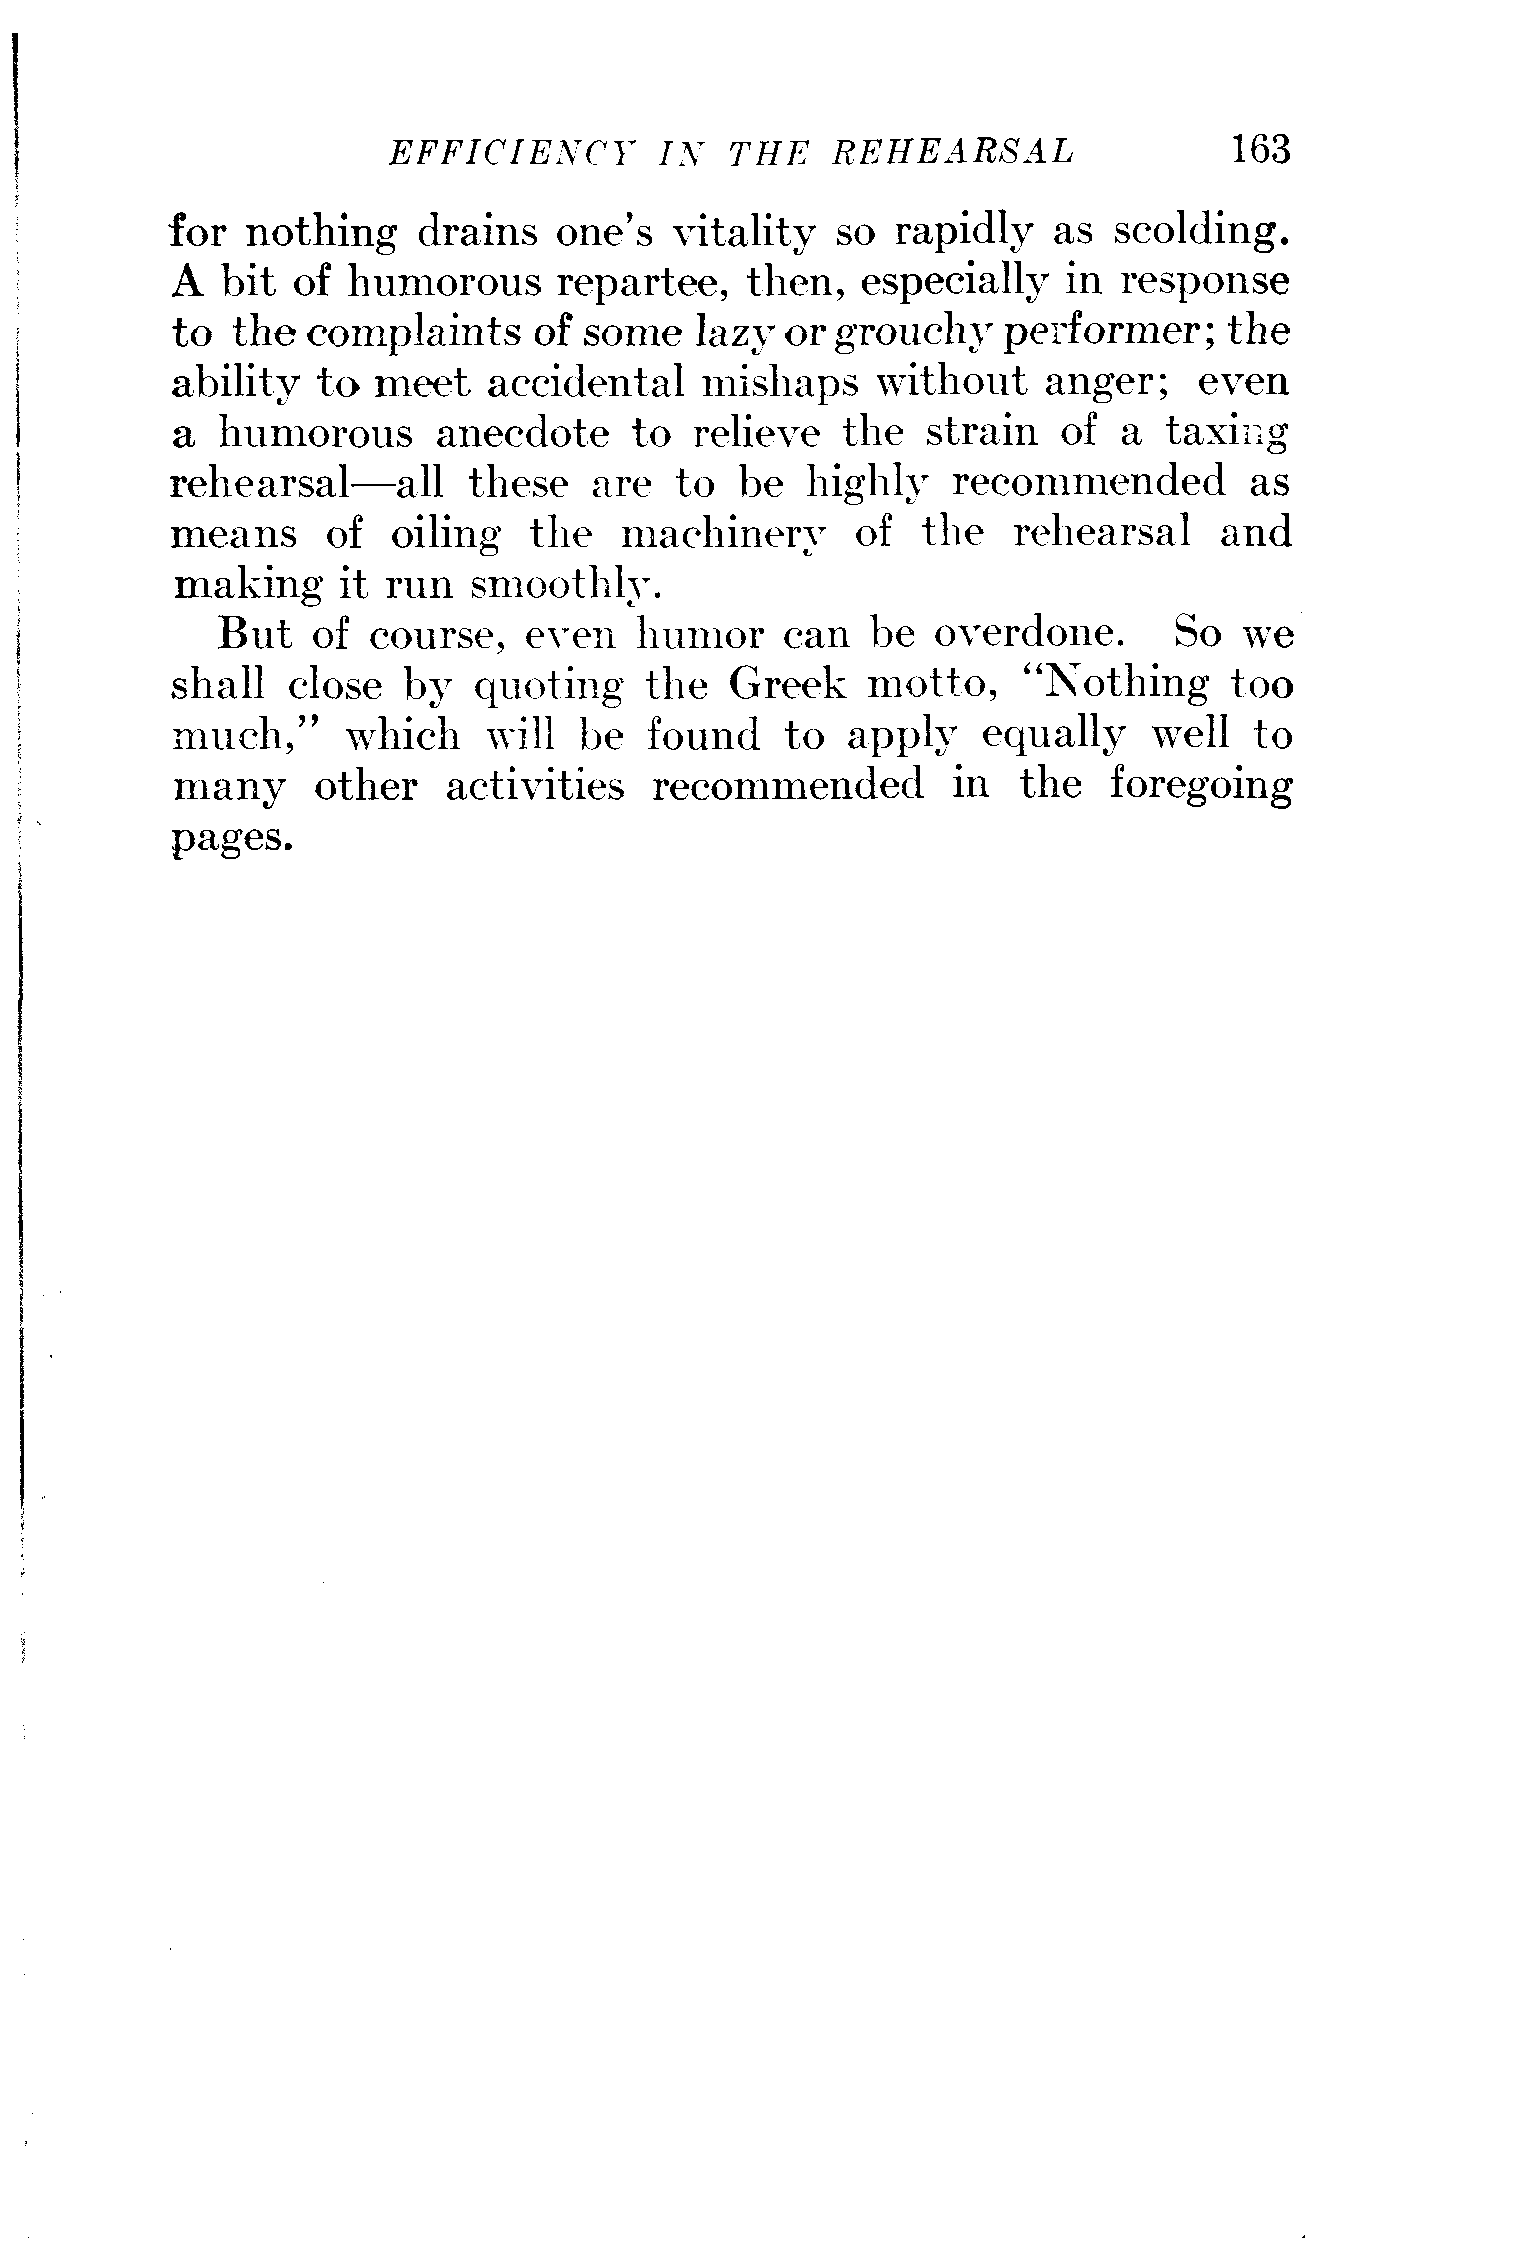 EFFICIENCY IN THE REHEARSAL 163
for nothing drains one's vitality so rapidly as scolding.
A bit of humorous repartee, then, especially in response
to the complaints of some lazy or grouchy performer; the
ability to meet accidental mishaps without anger; even
a humorous anecdote to relieve the strain of a taxing
rehearsal—all these are to be highly recommended as
means of oiling the machinery of the rehearsal and
making it run smoothly.
But of course, even humor can be overdone. So we
shall close by quoting the Greek motto, "Nothing too
much," which will be found to apply equally well to
many other activities recommended in the foregoing
pages.